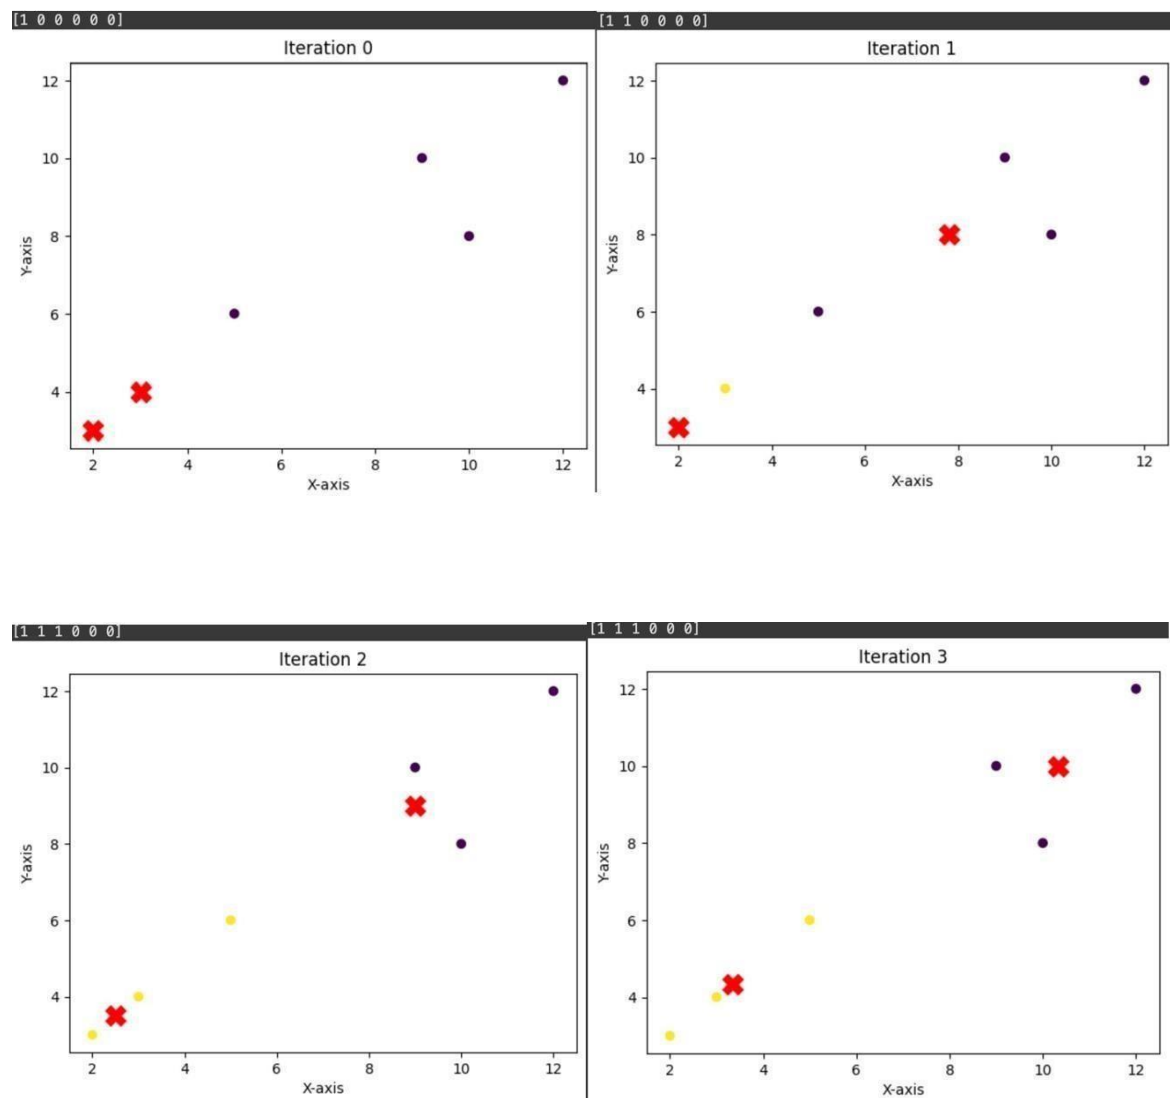 [1 0 0 0 0 0]
Iteration 0
12
10
8
6
4
Y-axis
2 4 6 8 10 12
X-axis
[1 1 0 0 0 0]
Iteration 1
12
10
8
6
4
Y-axis
2 4 6 8 10 12
X-axis
[1 1 1 0 0 0]
Iteration 2
12
10
8
6
4
Y-axis
2 4 6 8 10 12
X-axis
[1 1 1 0 0 0]
Iteration 3
12
10
8
6
4
Y-axis
2 4 6 8 10 12
X-axis